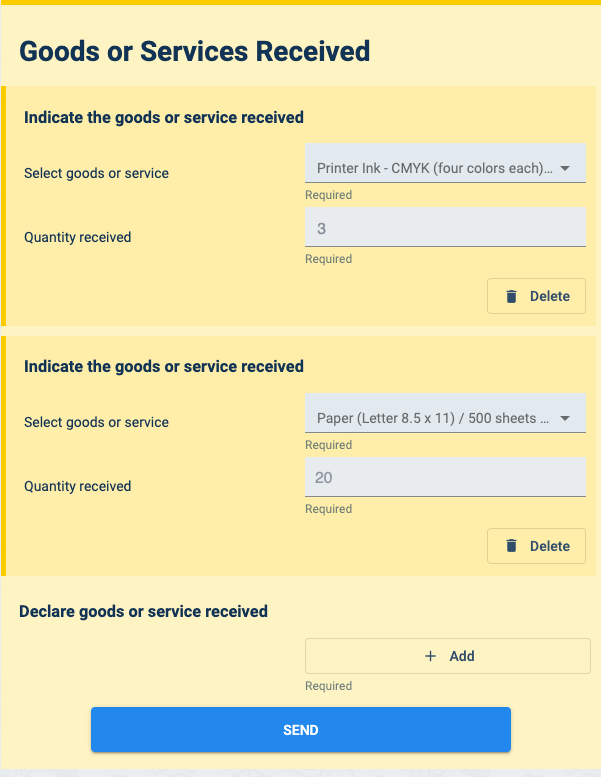 Goods or Services Received
Indicate the goods or service received
Select goods or service
Printer Ink - CMYK (four colors each)...
Required
Quantity received
3
Required
Delete
Indicate the goods or service received
Select goods or service
Paper (Letter 8.5 x 11) / 500 sheets ...
Required
Quantity received
20
Required
Delete
Declare goods or service received
+ Add
Required
SEND